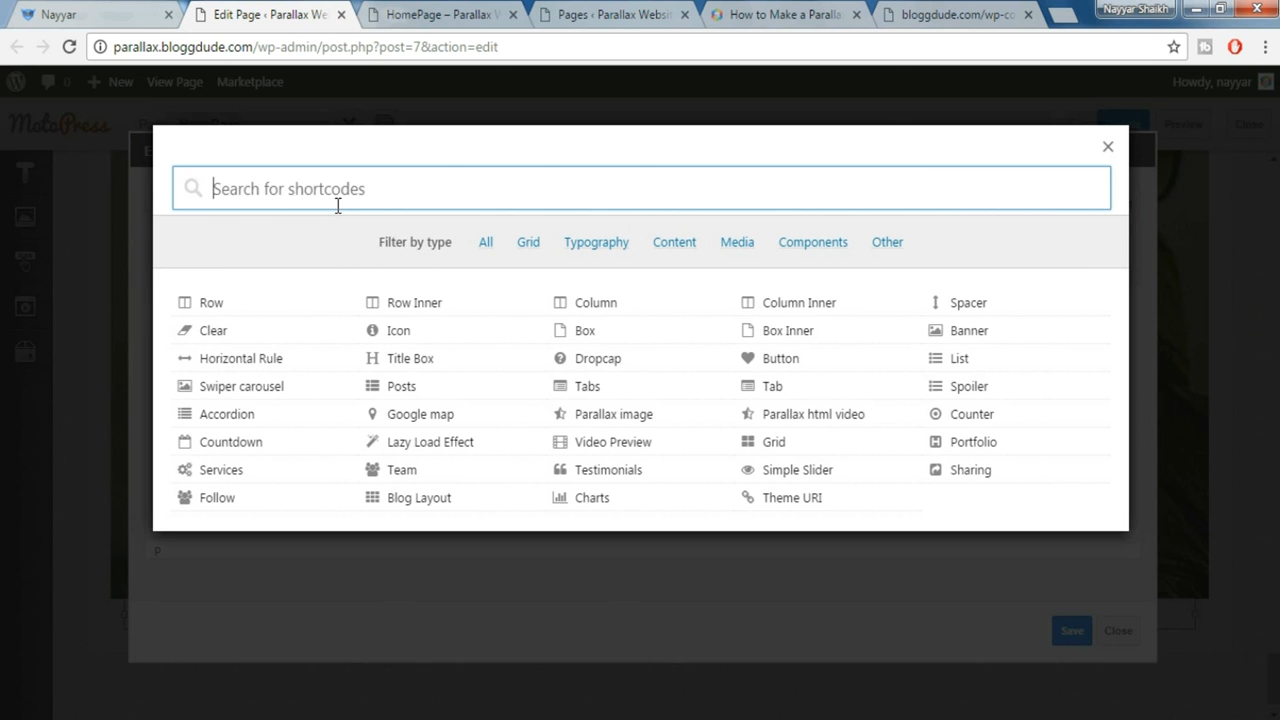 Nayyar Edit Page ‹ Parallax We HomePage – Parallax W Pages ‹ Parallax Websi How to Make a Paralla bloggdude.com/wp-co Nayyar Shaikh
parallax.bloggdude.com/wp-admin/post.php?post=7&action=edit
0 New View Page Marketplace Howdy, nayyar
MotoPress Preview Close
Search for shortcodes
Filter by type All Grid Typography Content Media Components Other
Row Row Inner Column Column Inner Spacer
Clear Icon Box Box Inner Banner
Horizontal Rule Title Box Dropcap Button List
Swiper carousel Posts Tabs Tab Spoiler
Accordion Google map Parallax image Parallax html video Counter
Countdown Lazy Load Effect Video Preview Grid Portfolio
Services Team Testimonials Simple Slider Sharing
Follow Blog Layout Charts Theme URI
p
Save Close